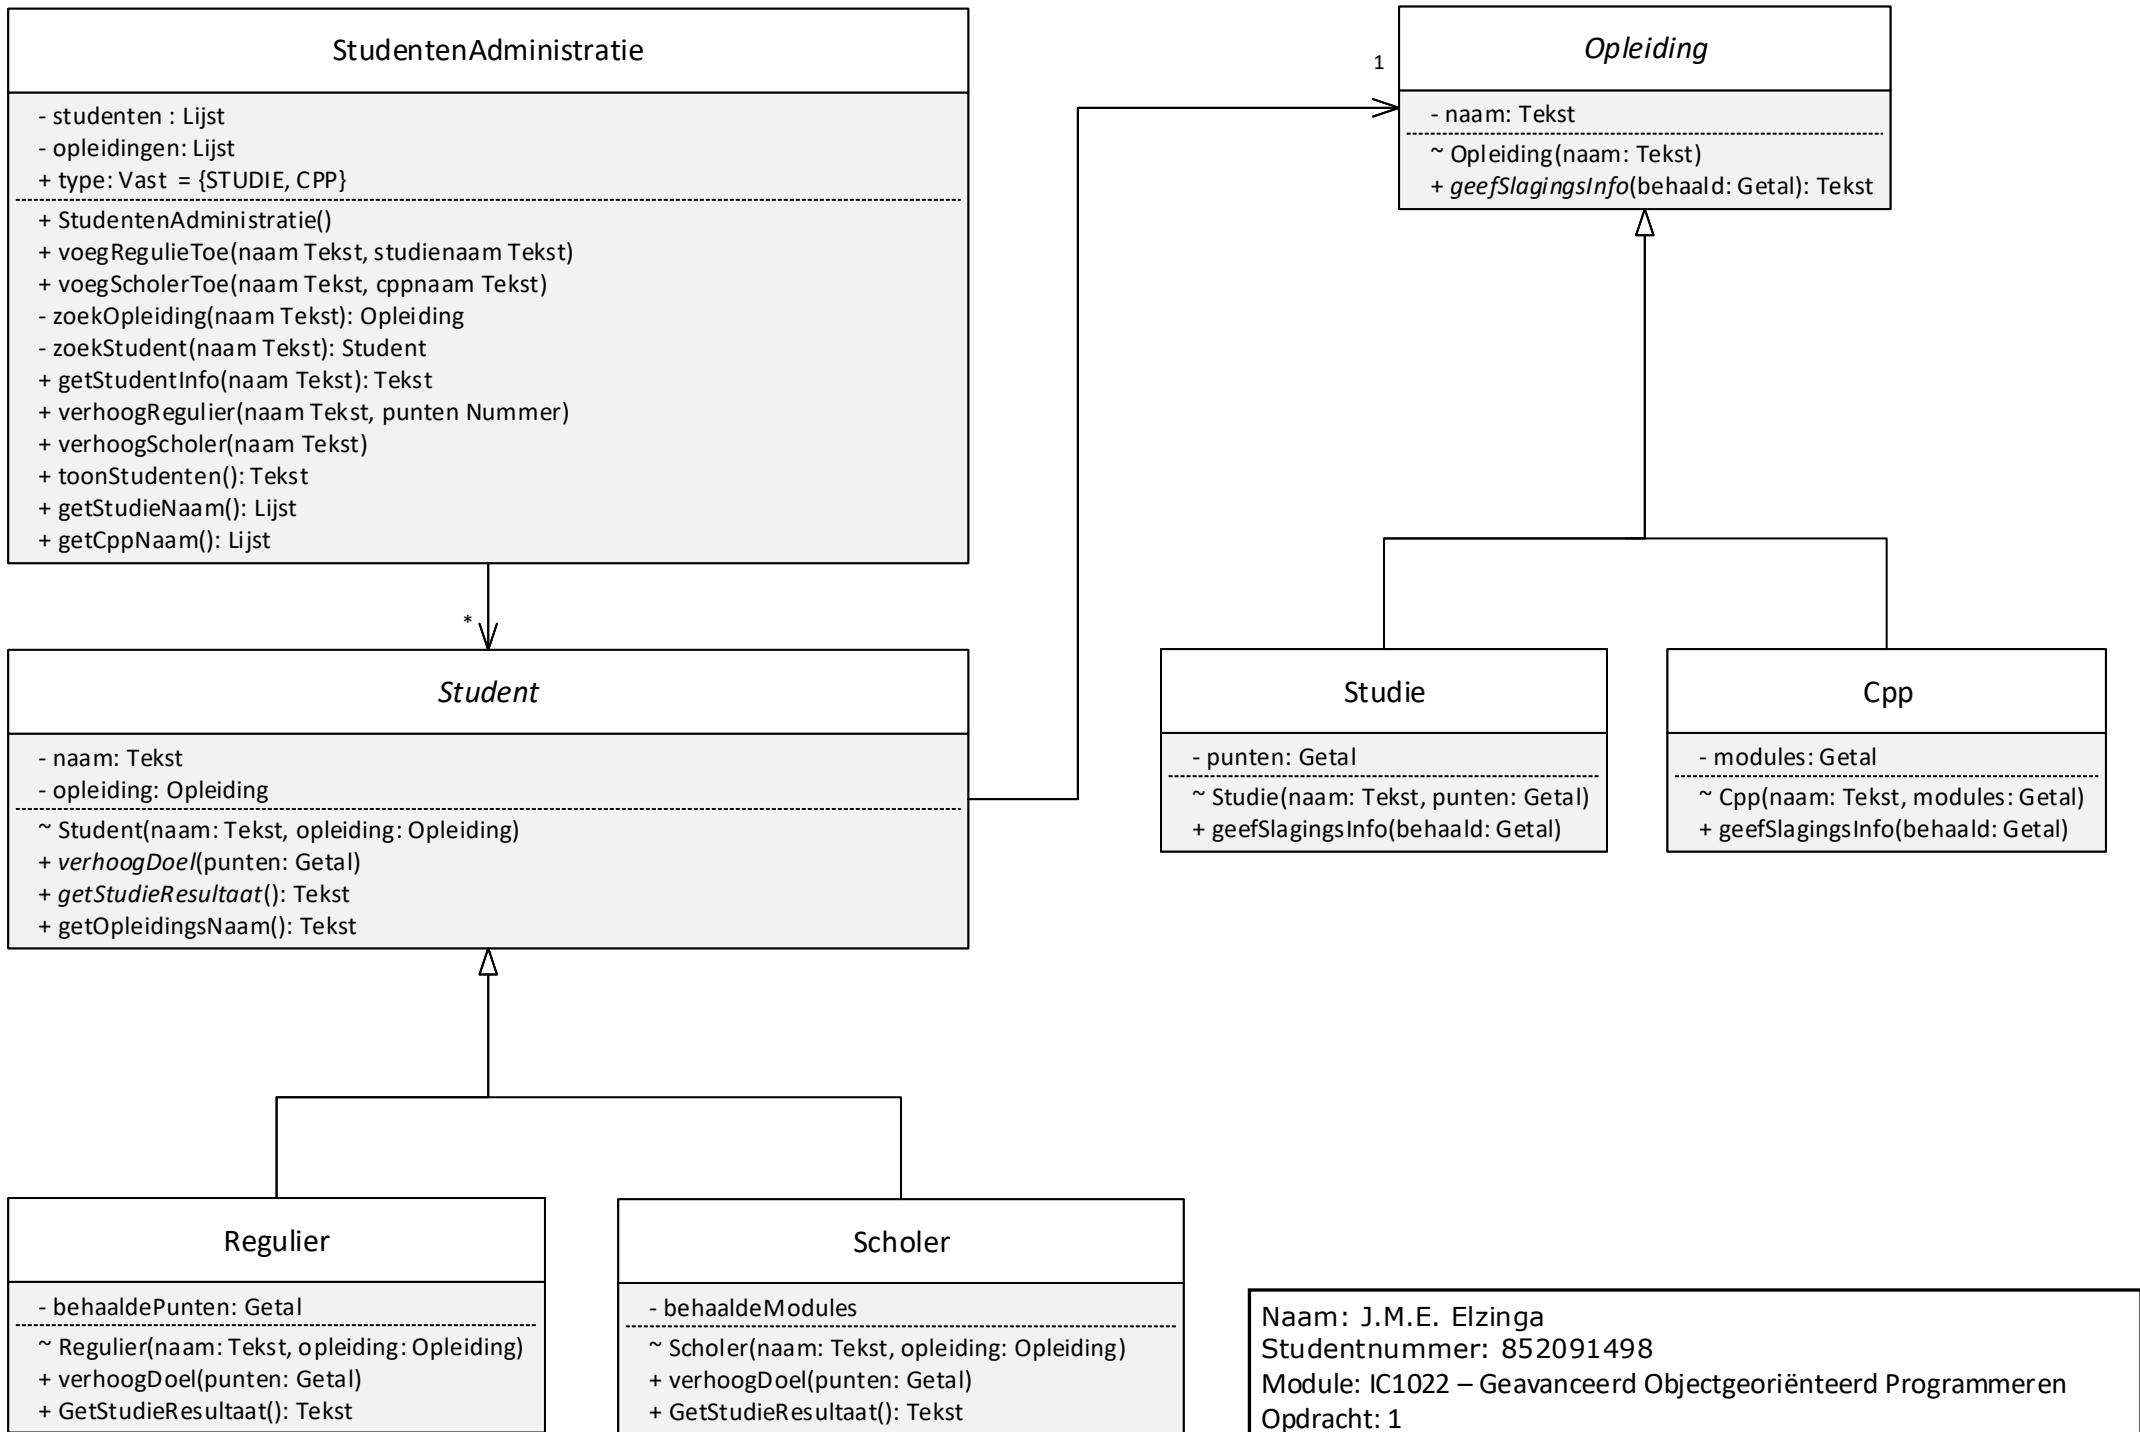 StudentenAdministratie
- studenten : Lijst
- opleidingen: Lijst
+ type: Vast = {STUDIE, CPP}
+ StudentenAdministratie()
+ voegRegulieToe(naam Tekst, studienaam Tekst)
+ voegScholerToe(naam Tekst, cppnaam Tekst)
- zoekOpleiding(naam Tekst): Opleiding
- zoekStudent(naam Tekst): Student
+ getStudentInfo(naam Tekst): Tekst
+ verhoogRegulier(naam Tekst, punten Nummer)
+ verhoogScholer(naam Tekst)
+ toonStudenten(): Tekst
+ getStudieNaam(): Lijst
+ getCppNaam(): Lijst
1
Opleiding
- naam: Tekst
~ Opleiding(naam: Tekst)
+ geefSlagingsInfo(behaald: Getal): Tekst
*
Student
- naam: Tekst
- opleiding: Opleiding
~ Student(naam: Tekst, opleiding: Opleiding)
+ verhoogDoel(punten: Getal)
+ getStudieResultaat(): Tekst
+ getOpleidingsNaam(): Tekst
Studie
- punten: Getal
~ Studie(naam: Tekst, punten: Getal)
+ geefSlagingsInfo(behaald: Getal)
Cpp
- modules: Getal
~ Cpp(naam: Tekst, modules: Getal)
+ geefSlagingsInfo(behaald: Getal)
Regulier
- behaaldePunten: Getal
~ Regulier(naam: Tekst, opleiding: Opleiding)
+ verhoogDoel(punten: Getal)
+ GetStudieResultaat(): Tekst
Scholer
- behaaldeModules
~ Scholer(naam: Tekst, opleiding: Opleiding)
+ verhoogDoel(punten: Getal)
+ GetStudieResultaat(): Tekst
Naam: J.M.E. Elzinga
Studentnummer: 852091498
Module: IC1022 – Geavanceerd Objectgeoriënteerd Programmeren
Opdracht: 1